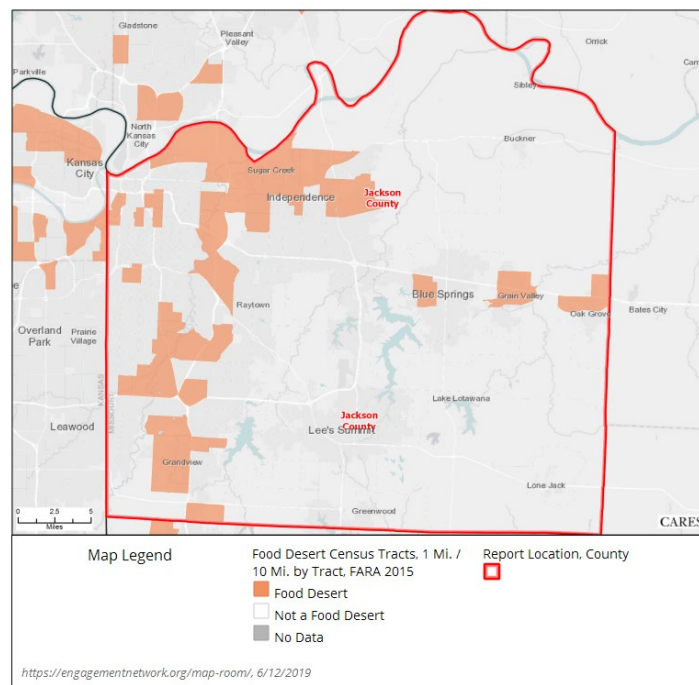 Gladstone
Pleasant
Valley
Orrick
Parkville
Sibley
North
Kansas
City
Kansas
City
Buckner
Sugar Creek
Independence
Jackson
County
Raytown
Blue Springs
Grain Valley
Oak Grove
Bates City
Overland
Park
Prairie
Village
KANSAS
MISSOURI
Lake Lotawana
Jackson
County
Lee's Summit
Leawood
Grandview
Lone Jack
Greenwood
0 2.5 5
Miles
CARES
Map Legend
Food Desert Census Tracts, 1 Mi. /
10 Mi. by Tract, FARA 2015
Food Desert
Not a Food Desert
No Data
Report Location, County
https://engagementnetwork.org/map-room/, 6/12/2019